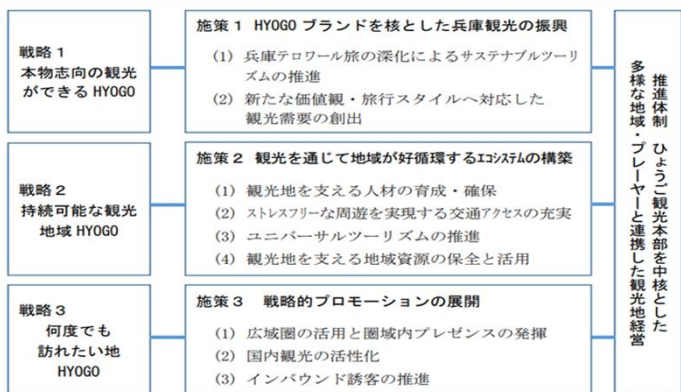 戦略1
本物志向の観光
ができるHYOGO
施策1 HYOGOブランドを核とした兵庫観光の振興
(1) 兵庫テロワール旅の深化によるサステナブルツーリ
ズムの推進
(2) 新たな価値観・旅行スタイルへ対応した
観光需要の創出
戦略2
持続可能な観光
地域HYOGO
施策2 観光を通じて地域が好循環するエコシステムの構築
(1) 観光地を支える人材の育成・確保
(2) ストレスフリーな周遊を実現する交通アクセスの充実
(3) ユニバーサルツーリズムの推進
(4) 観光地を支える地域資源の保全と活用
戦略3
何度でも
訪れたい地
HYOGO
施策3 戦略的プロモーションの展開
(1) 広域圏の活用と圏域内プレゼンスの発揮
(2) 国内観光の活性化
(3) インバウンド誘客の推進
推進体制 ひょうご観光本部を中核とした
多様な地域・プレーヤーと連携した観光地経営